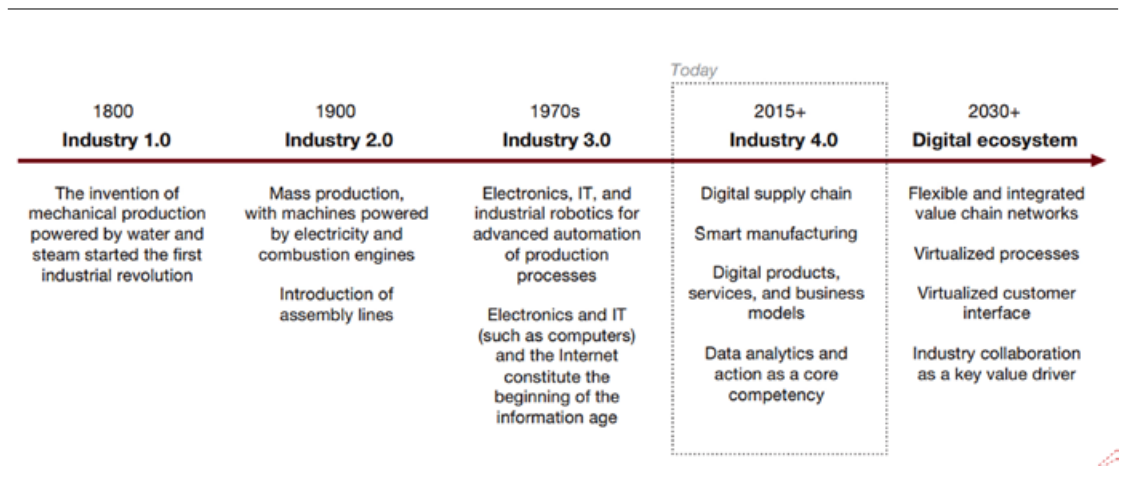 Today
1800
Industry 1.0
The invention of
mechanical production
powered by water and
steam started the first
industrial revolution
1900
Industry 2.0
Mass production,
with machines powered
by electricity and
combustion engines
Introduction of
assembly lines
1970s
Industry 3.0
Electronics, IT, and
industrial robotics for
advanced automation
of production
processes
Electronics and IT
(such as computers)
and the Internet
constitute the
beginning of the
information age
2015+
Industry 4.0
Digital supply chain
Smart manufacturing
Digital products,
services, and business
models
Data analytics and
action as a core
competency
2030+
Digital ecosystem
Flexible and integrated
value chain networks
Virtualized processes
Virtualized customer
interface
Industry collaboration
as a key value driver